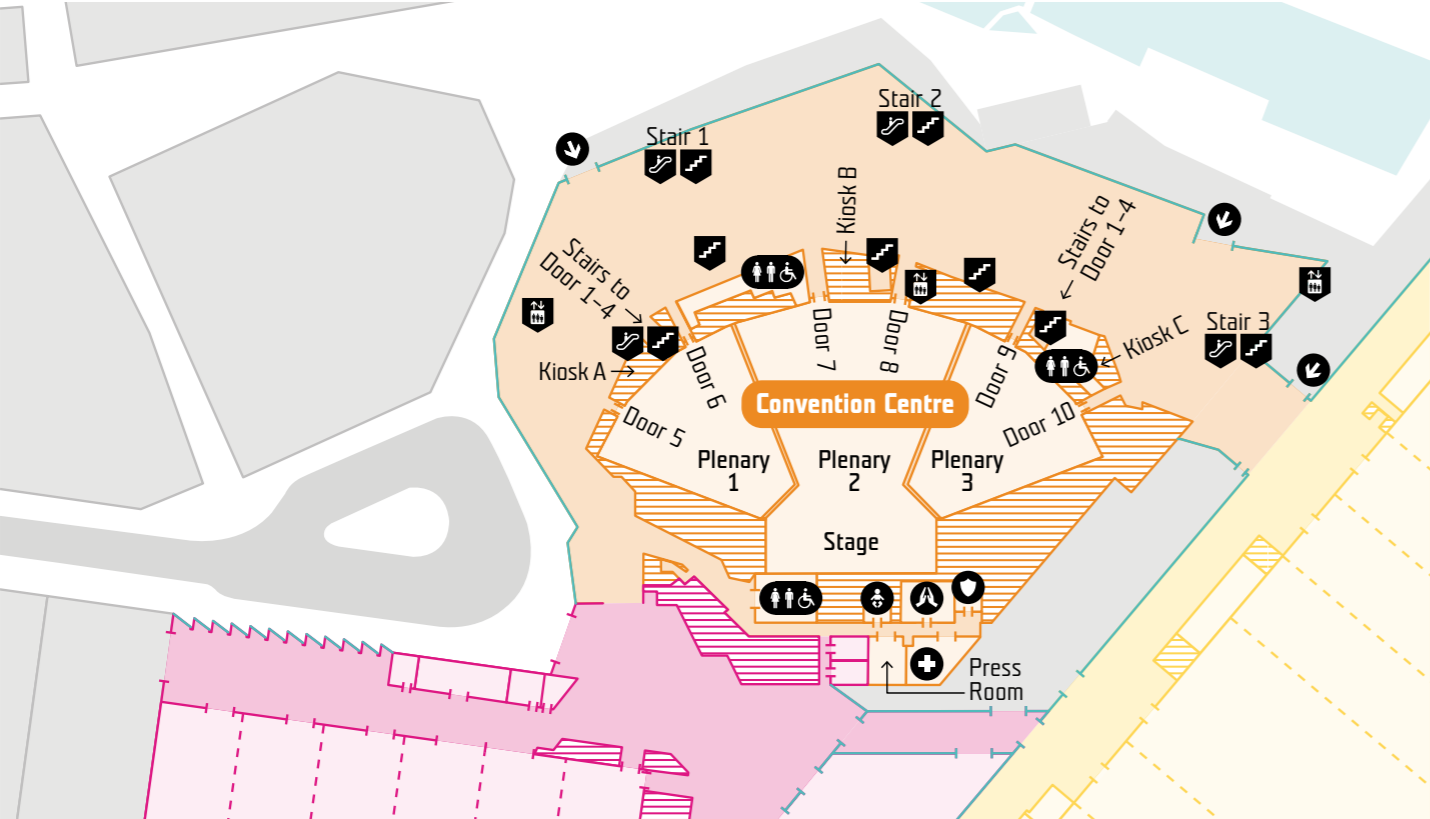 Stair 2
Stair 1
Kiosk B
Stairs to
Door 1–4
Stairs to
Door 1–4
Stair 3
Kiosk C
Kiosk A
Door 7
Door 8
Door 6
Door 9
Door 5
Door 10
Convention Centre
Plenary
1
Plenary
2
Plenary
3
Stage
Press
Room